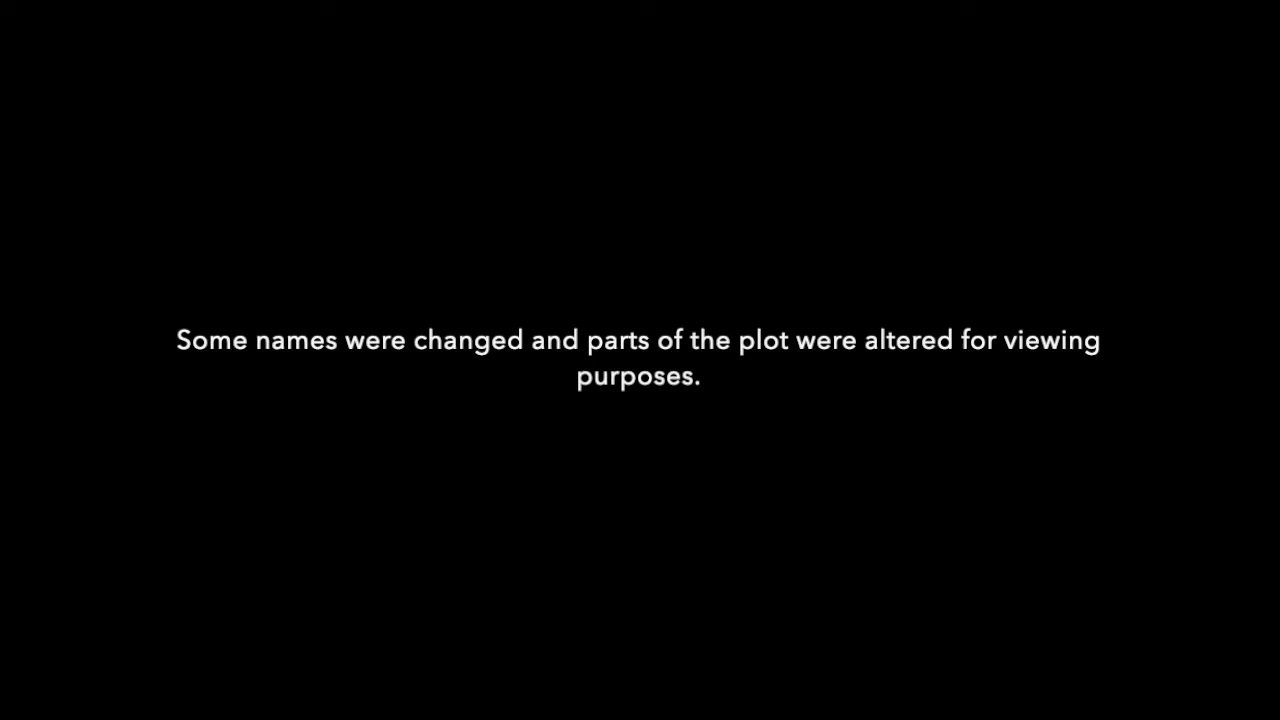 Some names were changed and parts of the plot were altered for viewing
purposes.